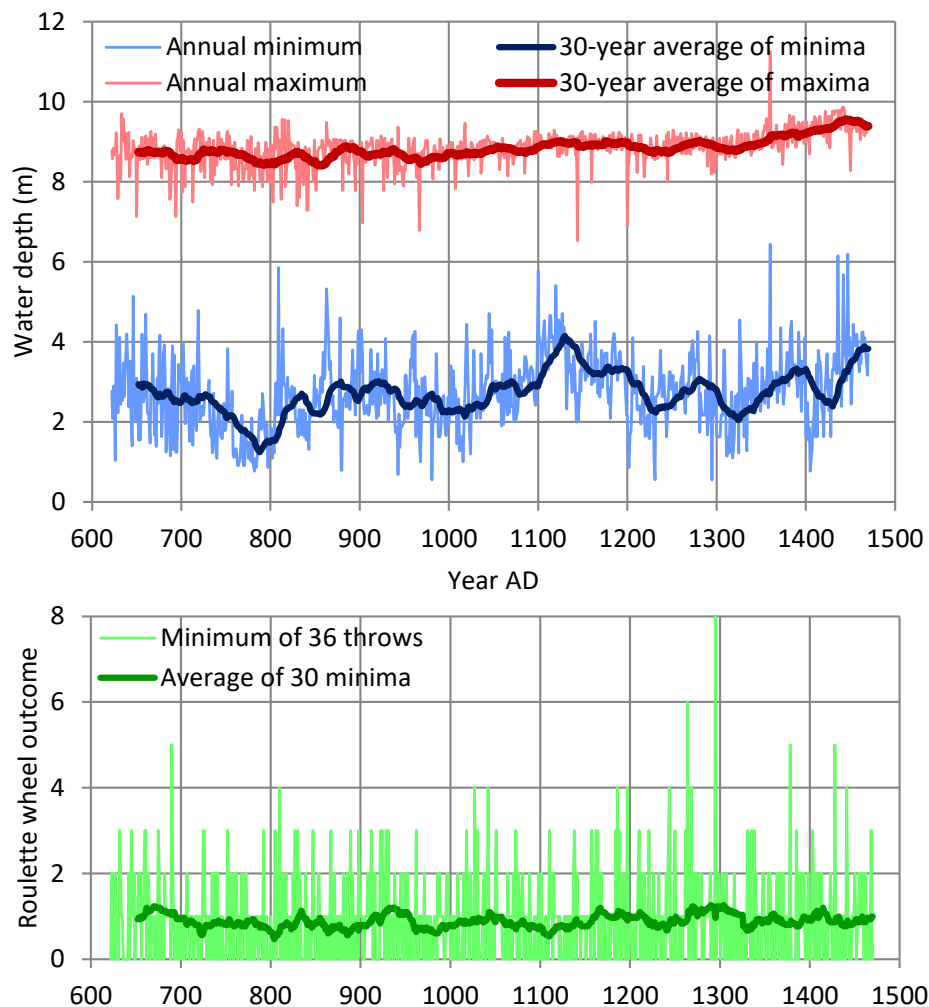 12
Annual minimum
30-year average of minima
Annual maximum
30-year average of maxima
10
8
6
4
2
0
Water depth (m)
600 700 800 900 1000 1100 1200 1300 1400 1500
Year AD
8
Minimum of 36 throws
Average of 30 minima
6
4
2
0
Roulette wheel outcome
600 700 800 900 1000 1100 1200 1300 1400 1500